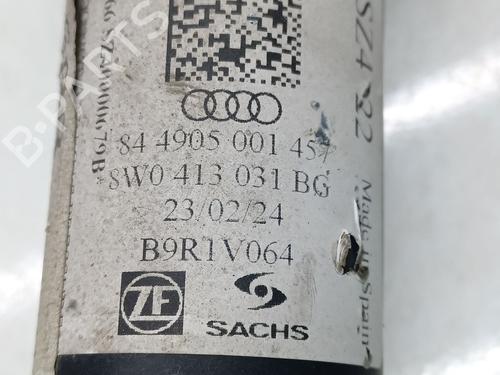 84 4905 001 457
8W0 413 031 BG
23/02/24
B9R1V064
ZF
SACHS
Made in Spain
B-PARTS